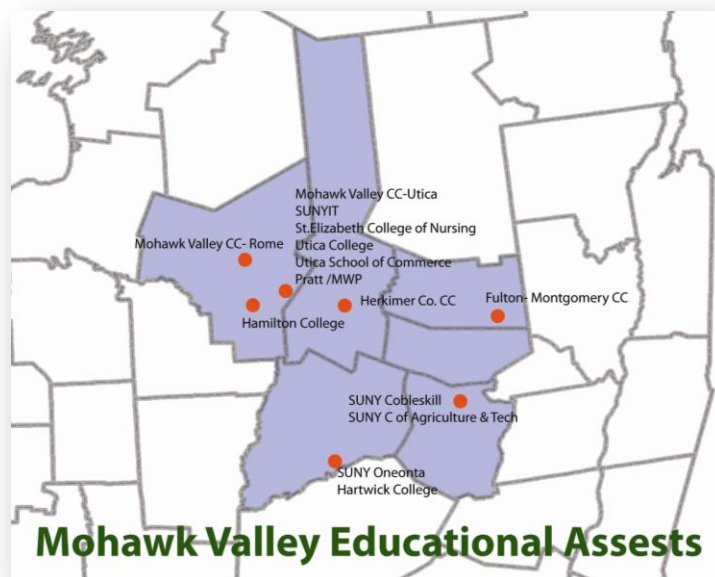 Mohawk Valley CC-Utica
SUNYIT
St.Elizabeth College of Nursing
Utica College
Utica School of Commerce
Pratt /MWP
Mohawk Valley CC- Rome
Hamilton College
Herkimer Co. CC
Fulton- Montgomery CC
SUNY Cobleskill
SUNY C of Agriculture & Tech
SUNY Oneonta
Hartwick College
Mohawk Valley Educational Assests